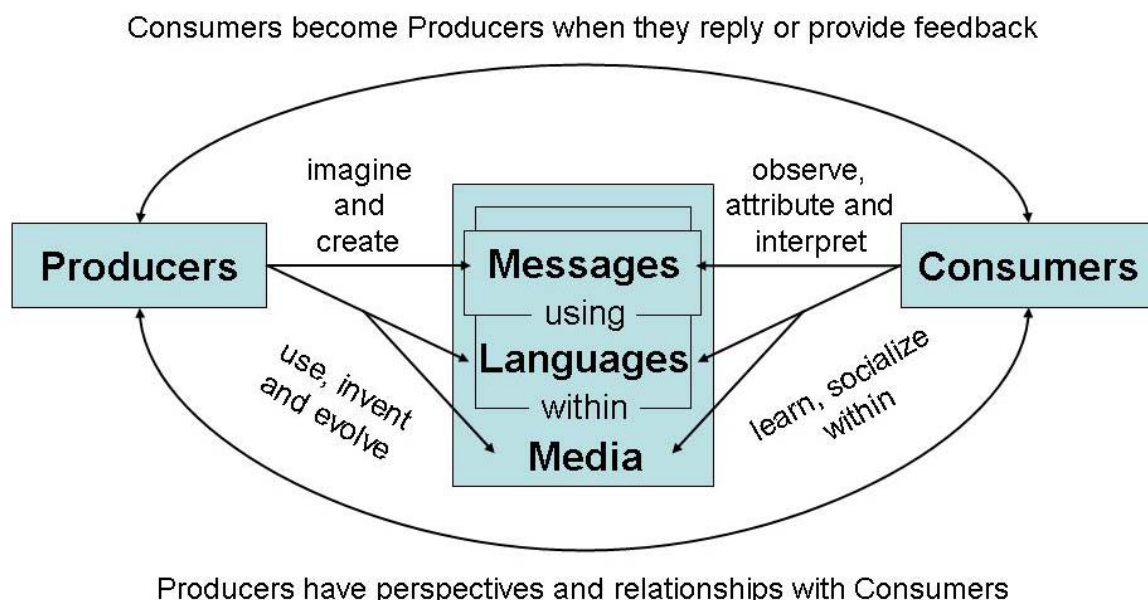 Consumers become Producers when they reply or provide feedback
imagine
and
create
observe,
attribute and
interpret
Producers
Messages
Consumers
using
Languages
within
Media
use, invent
and evolve
learn, socialize
within
Producers have perspectives and relationships with Consumers